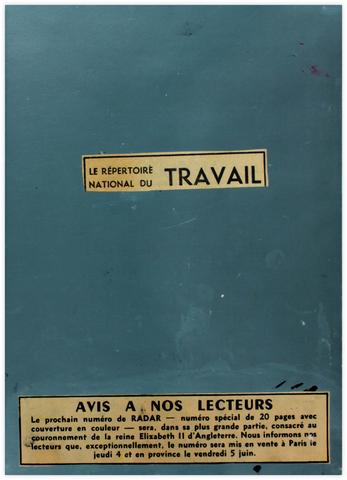 LE RÉPERTOIRE
NATIONAL DU TRAVAIL
AVIS A NOS LECTEURS
Le prochain numéro de RADAR — numéro spécial de 20 pages avec
couverture en couleur — sera, dans sa plus grande partie, consacré au
couronnement de la reine Elizabeth II d'Angleterre. Nous informons nos
lecteurs que, exceptionnellement, le numéro sera mis en vente à Paris le
jeudi 4 et en province le vendredi 5 juin.